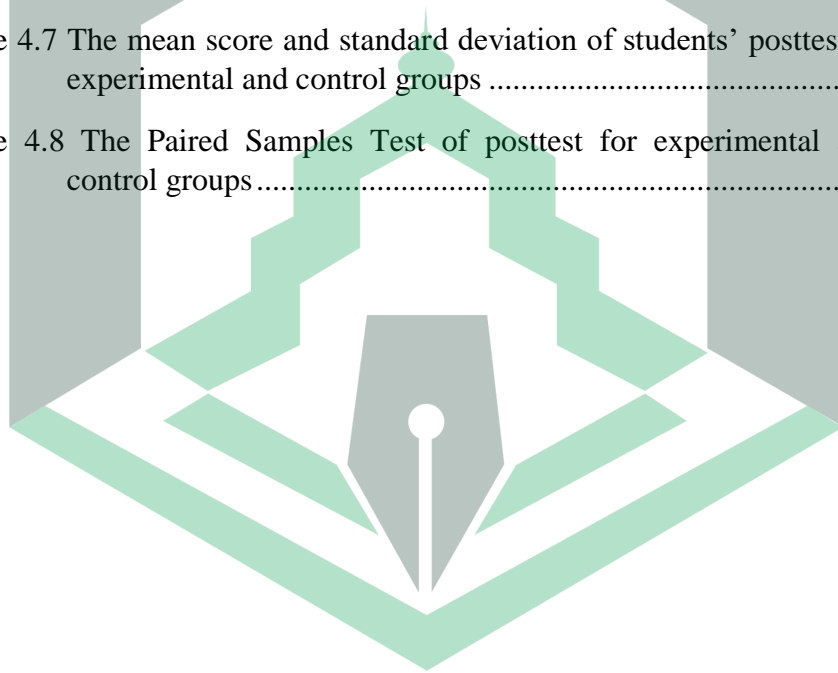 e 4.7 The mean score and standard deviation of students’ posttes
experimental and control groups ............................................
e 4.8 The Paired Samples Test of posttest for experimental
control groups..........................................................................